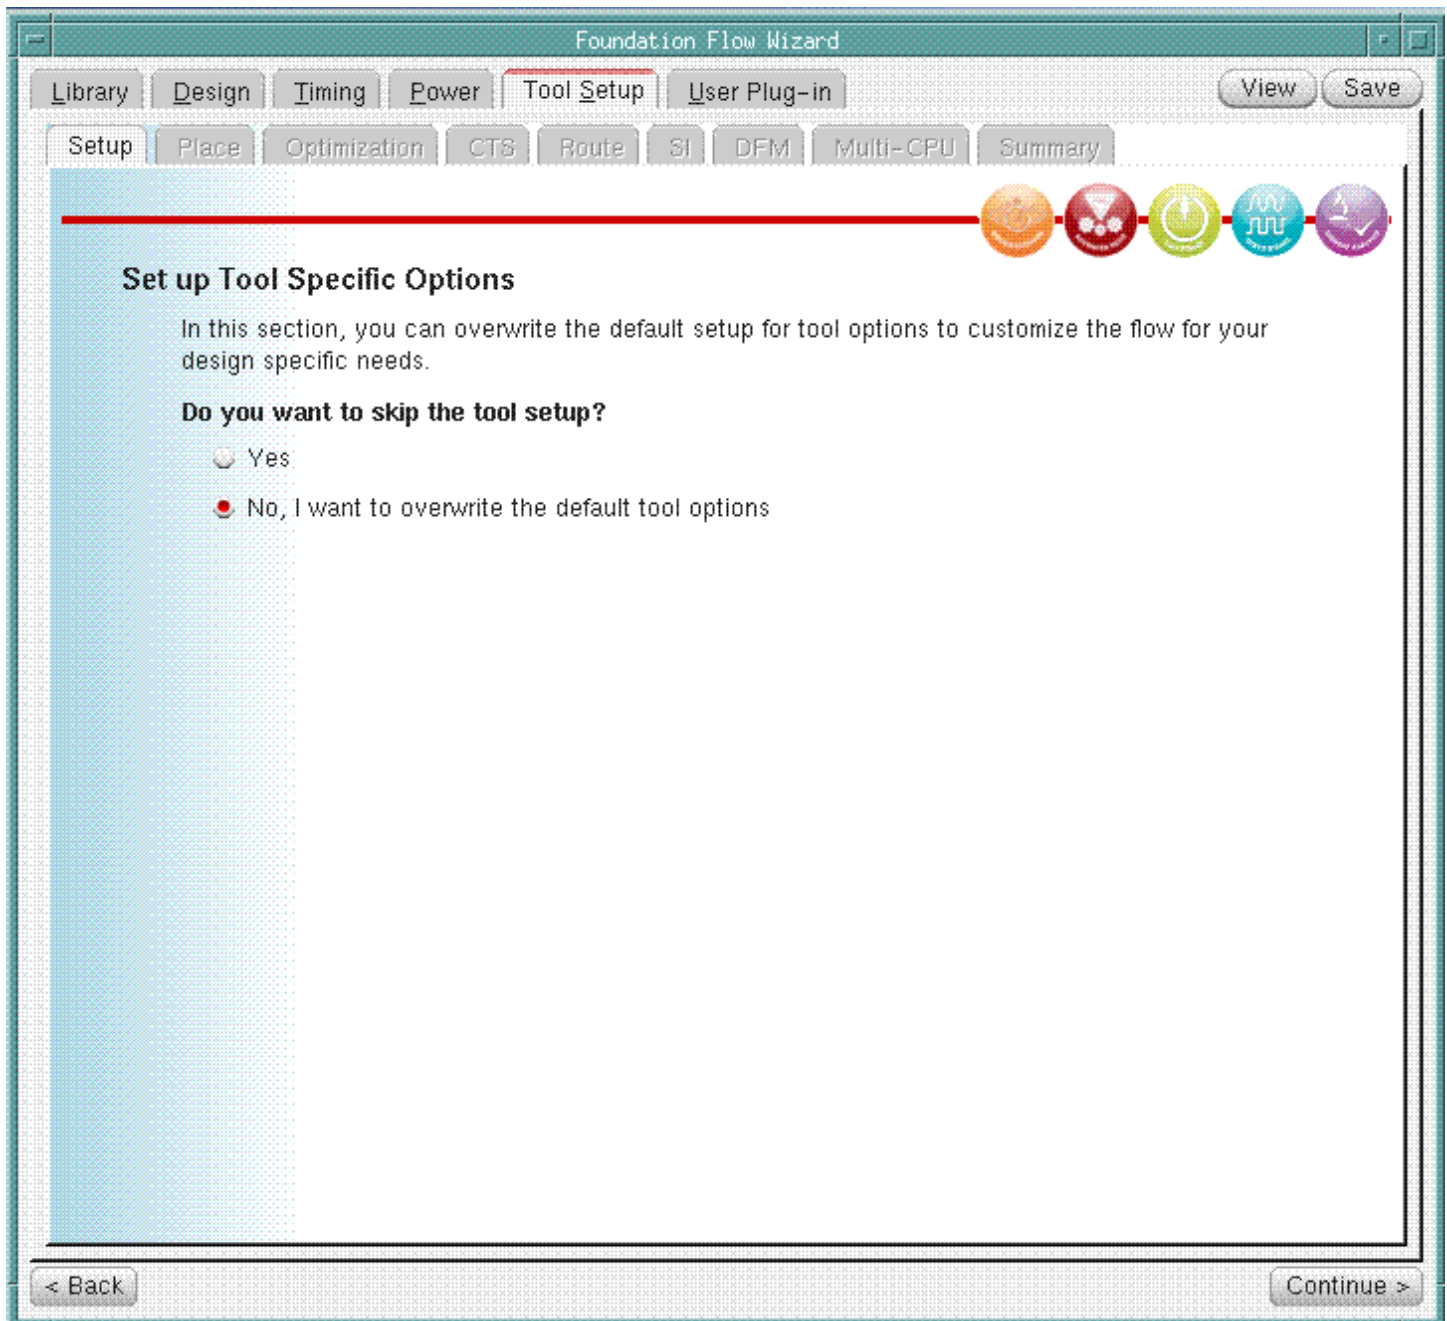 Foundation Flow Wizard
Library Design Timing Power Tool Setup User Plug-in View Save
Setup Place Optimization CTS Route SI DFM Multi-CPU Summary
Set up Tool Specific Options
In this section, you can overwrite the default setup for tool options to customize the flow for your
design specific needs.
Do you want to skip the tool setup?
Yes
No, I want to overwrite the default tool options
< Back Continue >